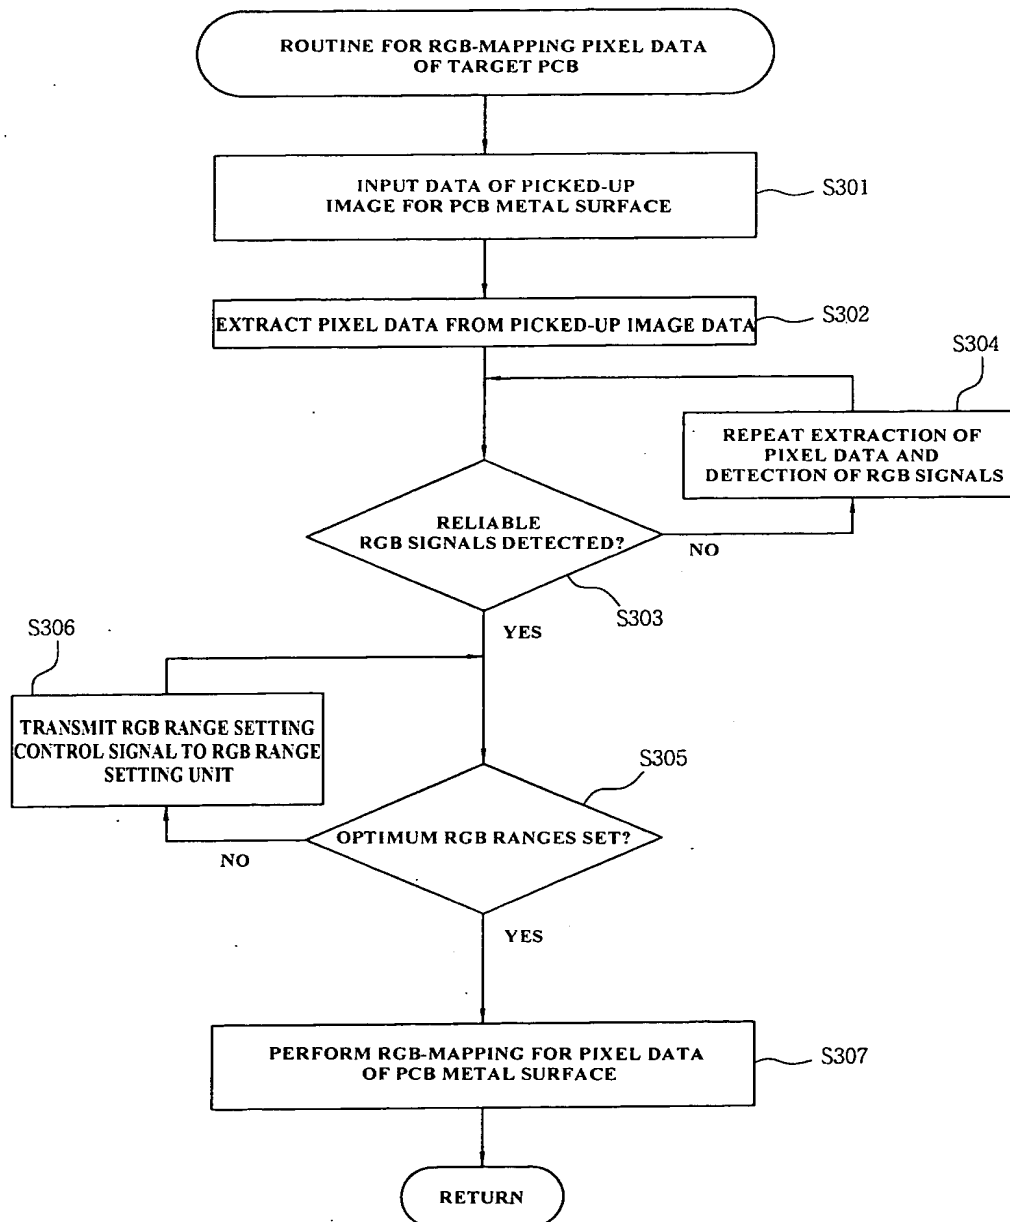 ROUTINE FOR RGB-MAPPING PIXEL DATA
OF TARGET PCB
INPUT DATA OF PICKED-UP
IMAGE FOR PCB METAL SURFACE
S301
EXTRACT PIXEL DATA FROM PICKED-UP IMAGE DATA
S302
S304
REPEAT EXTRACTION OF
PIXEL DATA AND
DETECTION OF RGB SIGNALS
RELIABLE
RGB SIGNALS DETECTED?
NO
S303
YES
S306
TRANSMIT RGB RANGE SETTING
CONTROL SIGNAL TO RGB RANGE
SETTING UNIT
S305
OPTIMUM RGB RANGES SET?
NO
YES
PERFORM RGB-MAPPING FOR PIXEL DATA
OF PCB METAL SURFACE
S307
RETURN